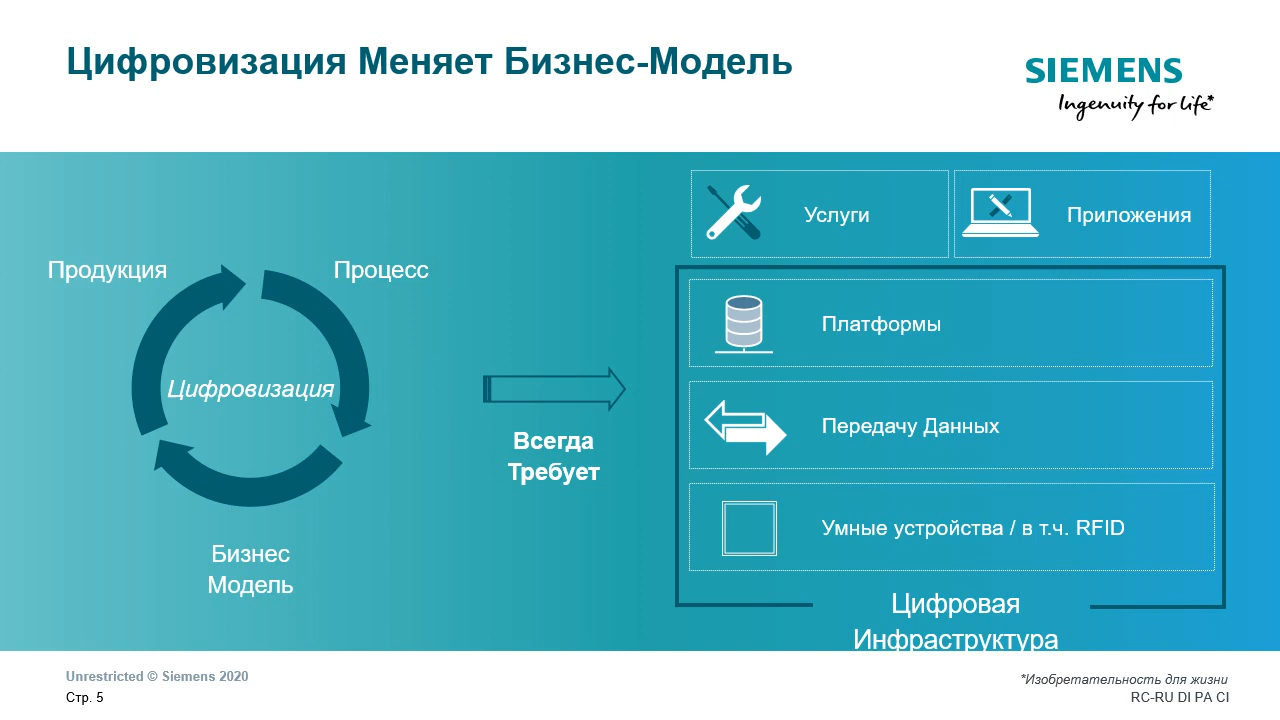 Цифровизация Меняет Бизнес-Модель
SIEMENS
Ingenuity for life*
Продукция
Процесс
Цифровизация
Бизнес
Модель
Всегда
Требует
Услуги
Приложения
Платформы
Передачу Данных
Умные устройства / в т.ч. RFID
Цифровая
Инфраструктура
Unrestricted © Siemens 2020
Стр. 5
*Изобретательность для жизни
RC-RU DI PA CI